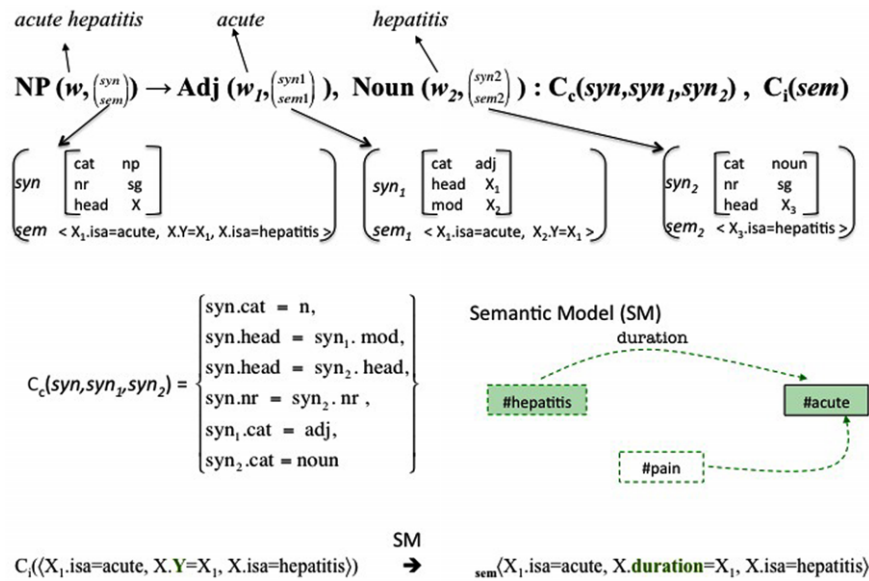 acute hepatitis acute hepatitis
NP (w, (syn sem)) → Adj (w1, (syn1 sem1)), Noun (w2, (syn2 sem2)) : Cc(syn,syn1,syn2) , Ci(sem)
syn [cat np
nr sg
head X]
sem < X1.isa=acute, X.Y=X1, X.isa=hepatitis >
syn1 [cat adj
head X1
mod X2]
sem1 < X1.isa=acute, X2.Y=X1 >
syn2 [cat noun
nr sg
head X3]
sem2 < X3.isa=hepatitis >
Cc(syn,syn1,syn2) =
syn.cat = n,
syn.head = syn1. mod,
syn.head = syn2. head,
syn.nr = syn2. nr ,
syn1.cat = adj,
syn2.cat = noun
Semantic Model (SM)
duration
#hepatitis
#acute
#pain
Ci(⟨X1.isa=acute, X.Y=X1, X.isa=hepatitis⟩)
SM
➔
sem⟨X1.isa=acute, X.duration=X1, X.isa=hepatitis⟩